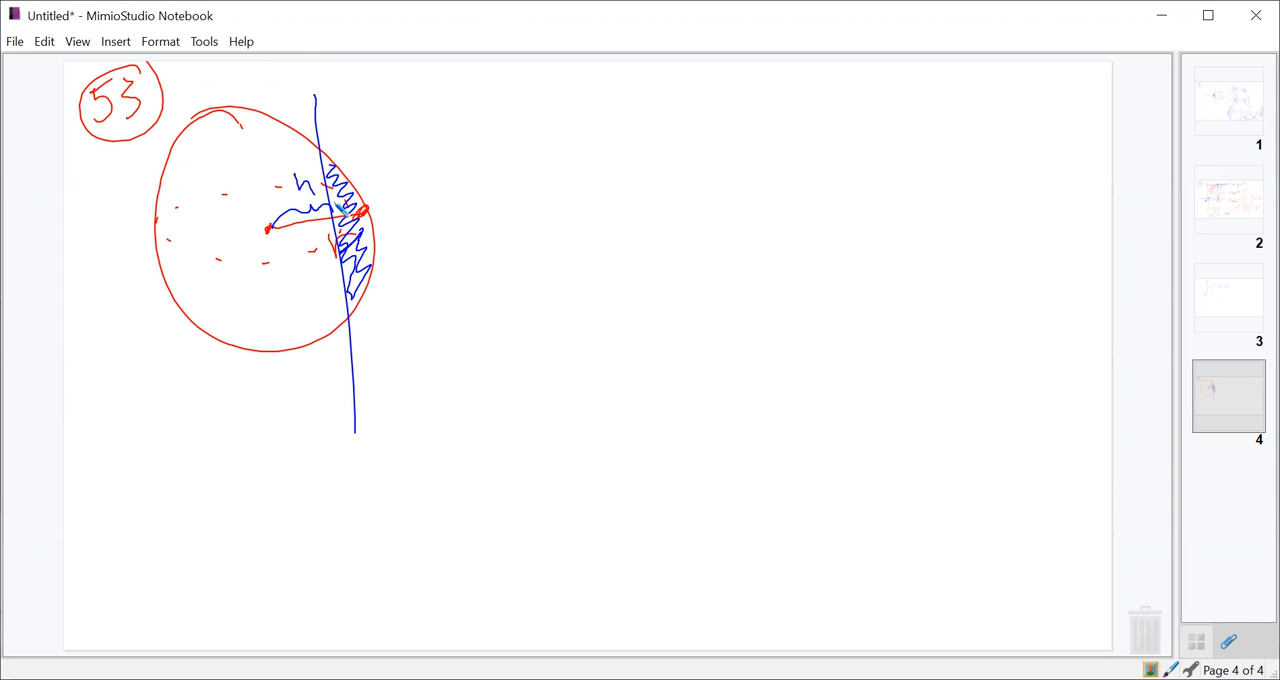 Untitled* - MimioStudio Notebook
File Edit View Insert Format Tools Help
53
h
r
1
2
3
4
Page 4 of 4